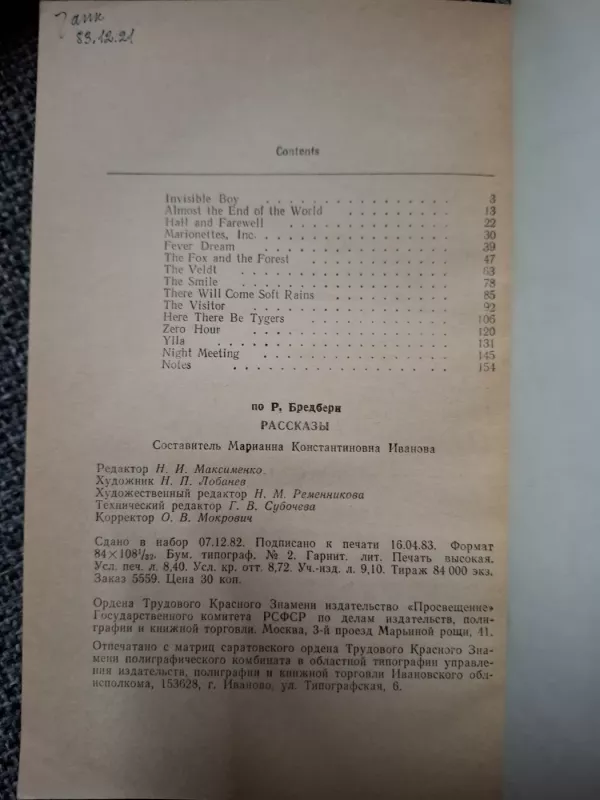 Танк
83.12.21
Contents
Invisible Boy . . . . . . . . . . . . . . . . 3
Almost the End of the World . . . . . . . . . 13
Hail and Farewell . . . . . . . . . . . . . . 22
Marionettes, Inc. . . . . . . . . . . . . . . 30
Fever Dream . . . . . . . . . . . . . . . . 39
The Fox and the Forest . . . . . . . . . . . . 47
The Veldt . . . . . . . . . . . . . . . . . 63
The Smile . . . . . . . . . . . . . . . . . 78
There Will Come Soft Rains . . . . . . . . . . 85
The Visitor . . . . . . . . . . . . . . . . 92
Here There Be Tygers . . . . . . . . . . . . 106
Zero Hour . . . . . . . . . . . . . . . . . 120
Ylla . . . . . . . . . . . . . . . . . . . 131
Night Meeting . . . . . . . . . . . . . . . 145
Notes . . . . . . . . . . . . . . . . . . 154
по Р. Бредбери
РАССКАЗЫ
Составитель Марианна Константиновна Иванова
Редактор Н. И. Максименко.
Художник Н. П. Лобанев
Художественный редактор Н. М. Ременникова
Технический редактор Г. В. Субочева
Корректор О. В. Мокрович
Сдано в набор 07.12.82. Подписано к печати 16.04.83. Формат
84×108¹/₃₂. Бум. типограф. № 2. Гарнит. лит. Печать высокая.
Усл. печ. л. 8,40. Усл. кр. отт. 8,72. Уч.-изд. л. 9,10. Тираж 84 000 экз.
Заказ 5559. Цена 30 коп.
Ордена Трудового Красного Знамени издательство «Просвещение»
Государственного комитета РСФСР по делам издательств, поли-
графии и книжной торговли. Москва, 3-й проезд Марьиной рощи, 41.
Отпечатано с матриц саратовского ордена Трудового Красного Зна-
мени полиграфического комбината в областной типографии управле-
ния издательств, полиграфии и книжной торговли Ивановского обл-
исполкома, 153628, г. Иваново, ул. Типографская, 6.